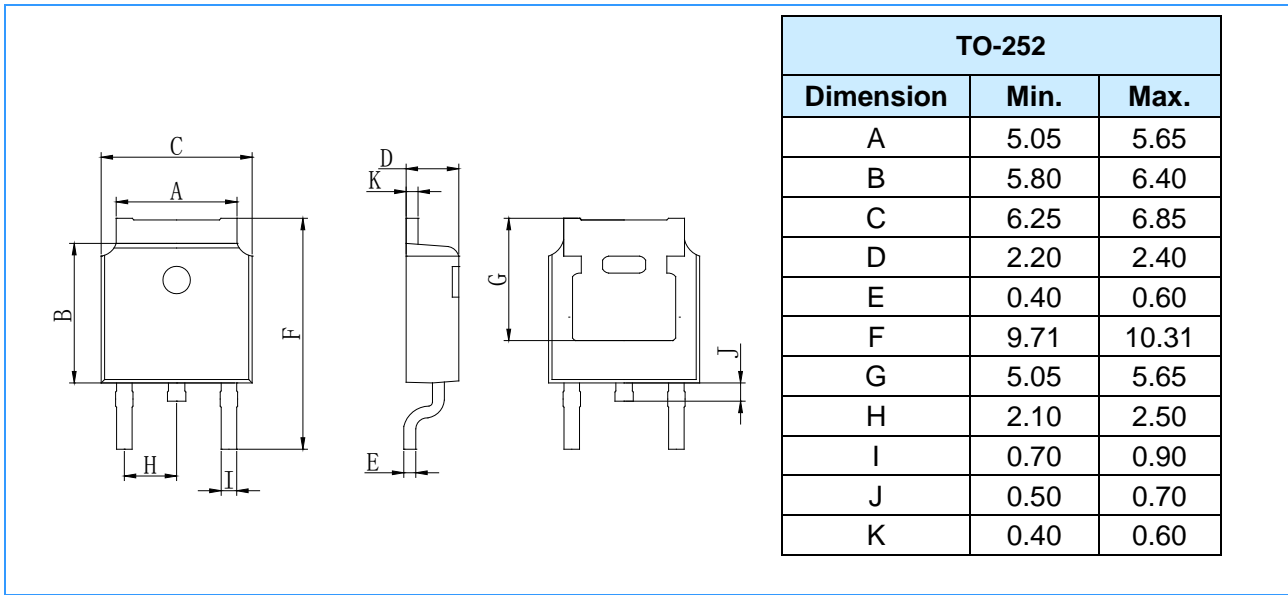 C
A
B
F
H
I
D
K
E
G
J
TO-252
Dimension Min. Max.
A 5.05 5.65
B 5.80 6.40
C 6.25 6.85
D 2.20 2.40
E 0.40 0.60
F 9.71 10.31
G 5.05 5.65
H 2.10 2.50
I 0.70 0.90
J 0.50 0.70
K 0.40 0.60